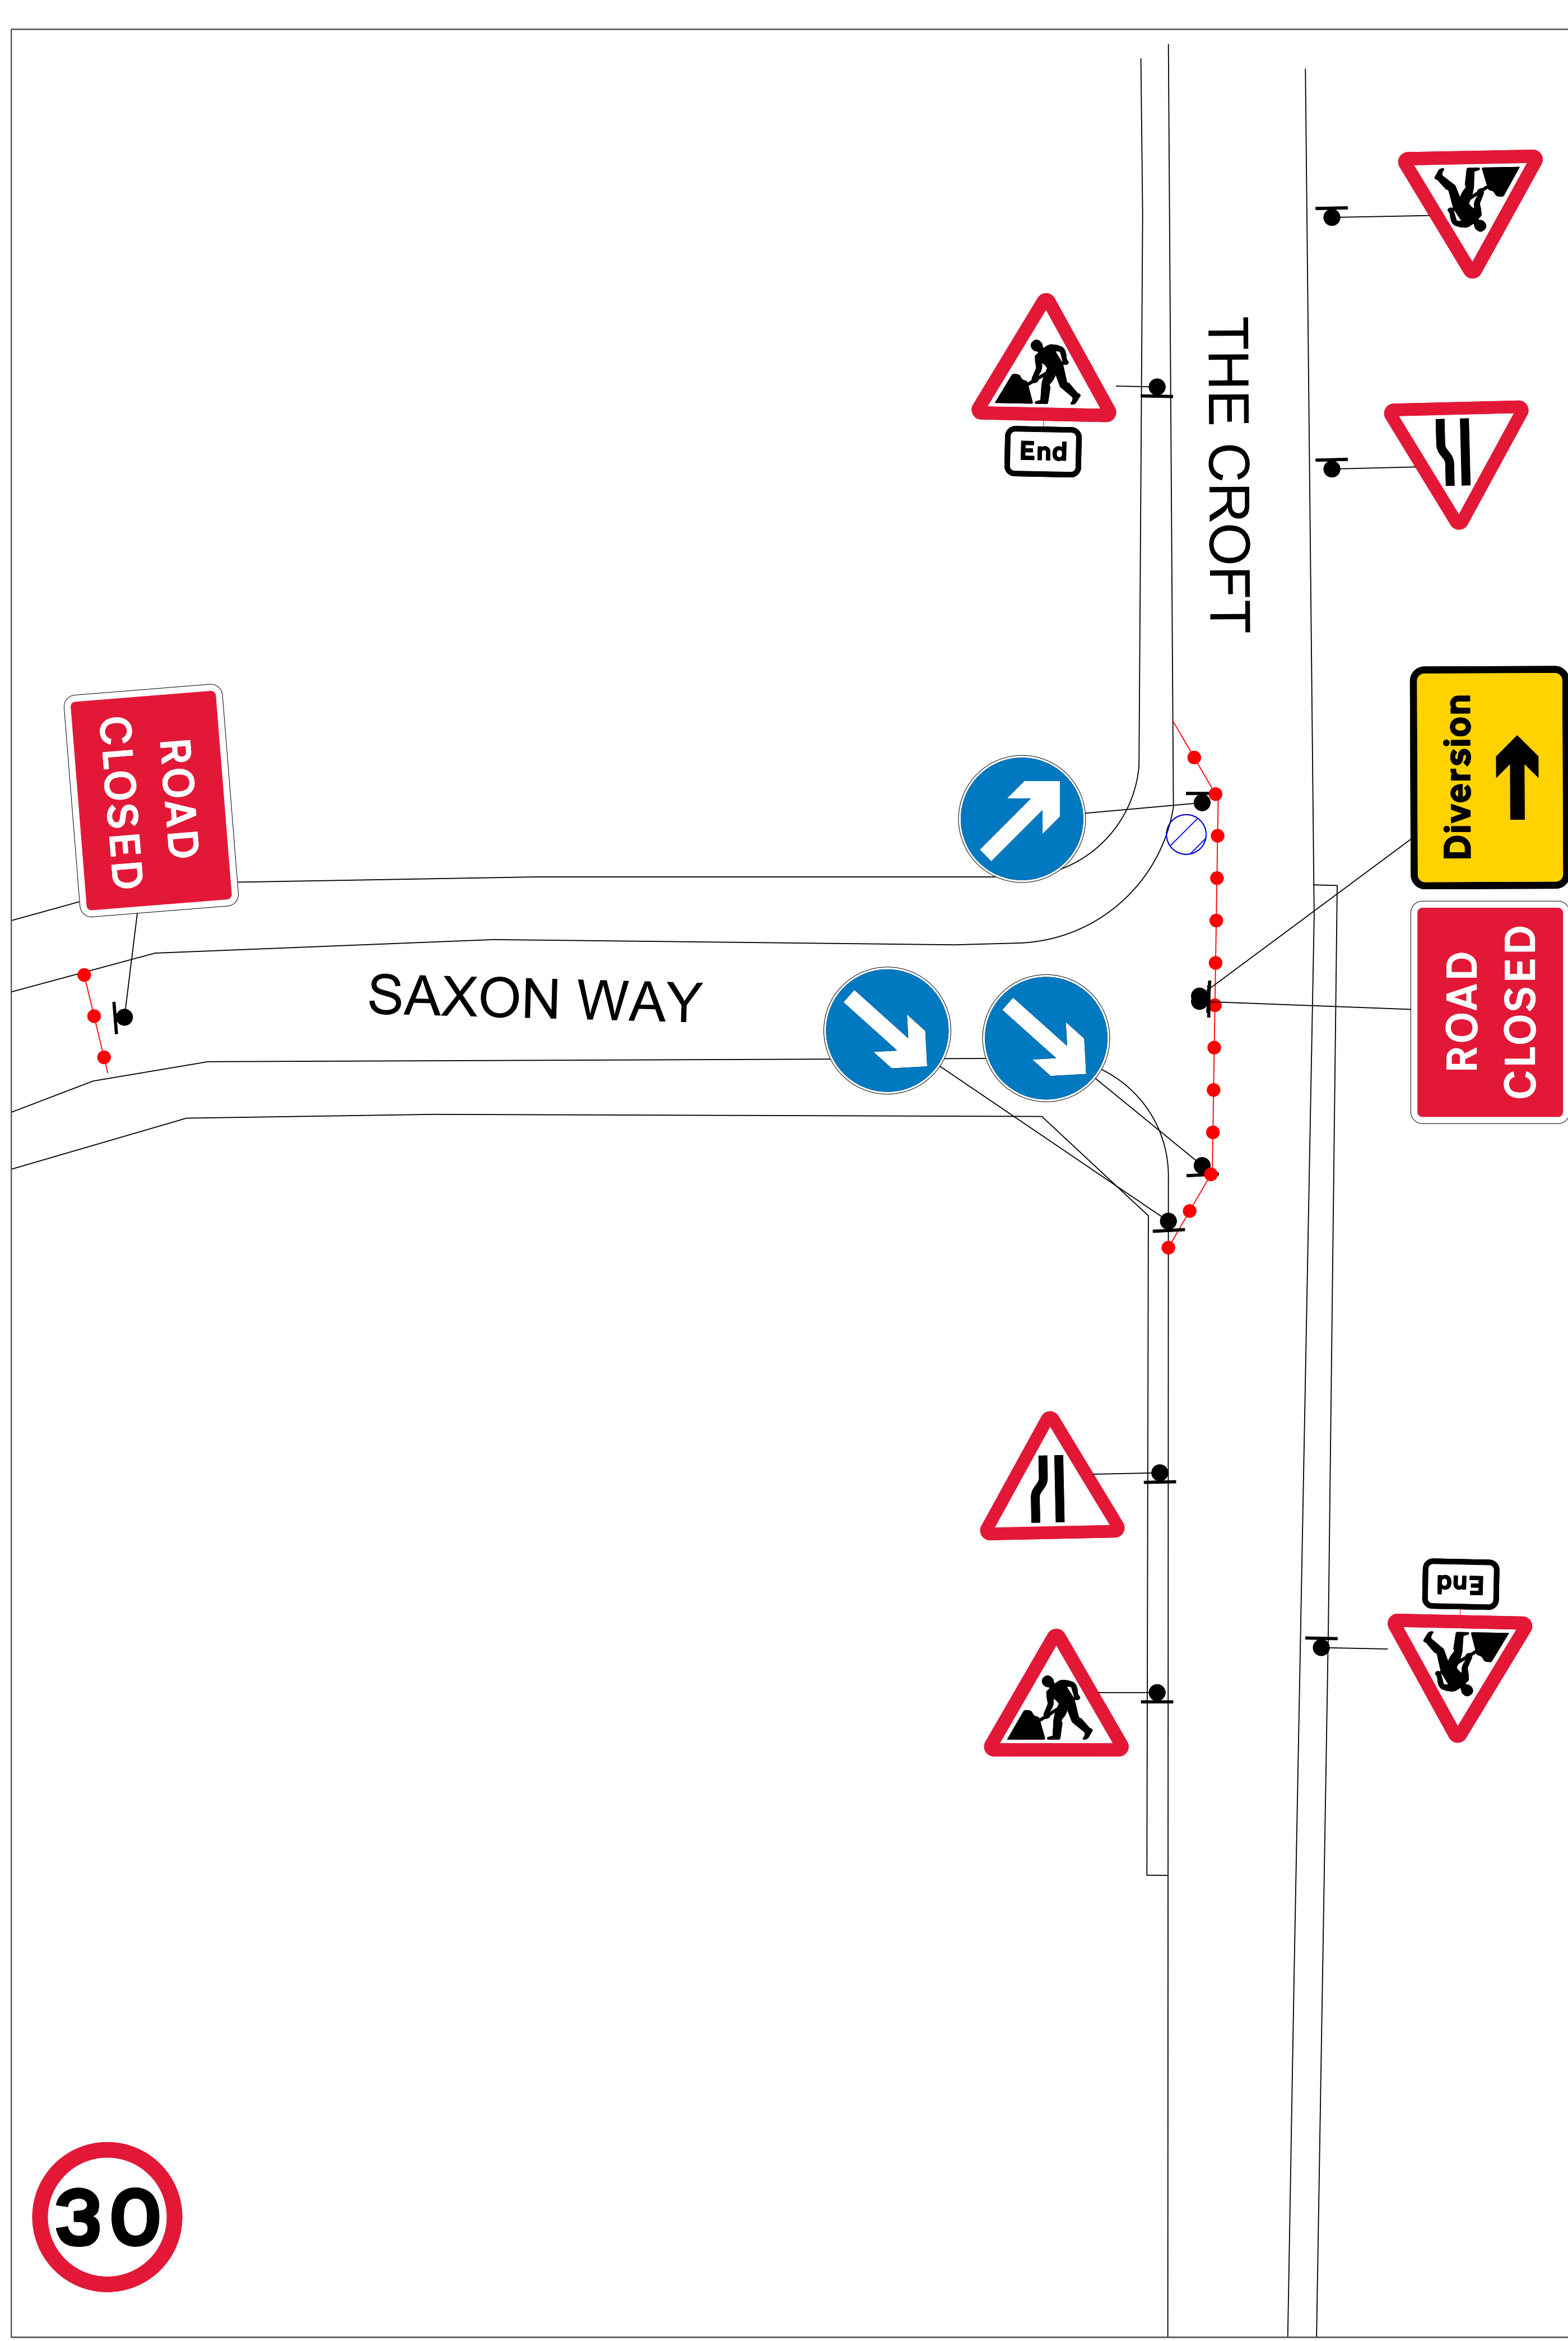 THE CROFT
End
ROAD
CLOSED
Diversion
SAXON WAY
ROAD
CLOSED
End
30